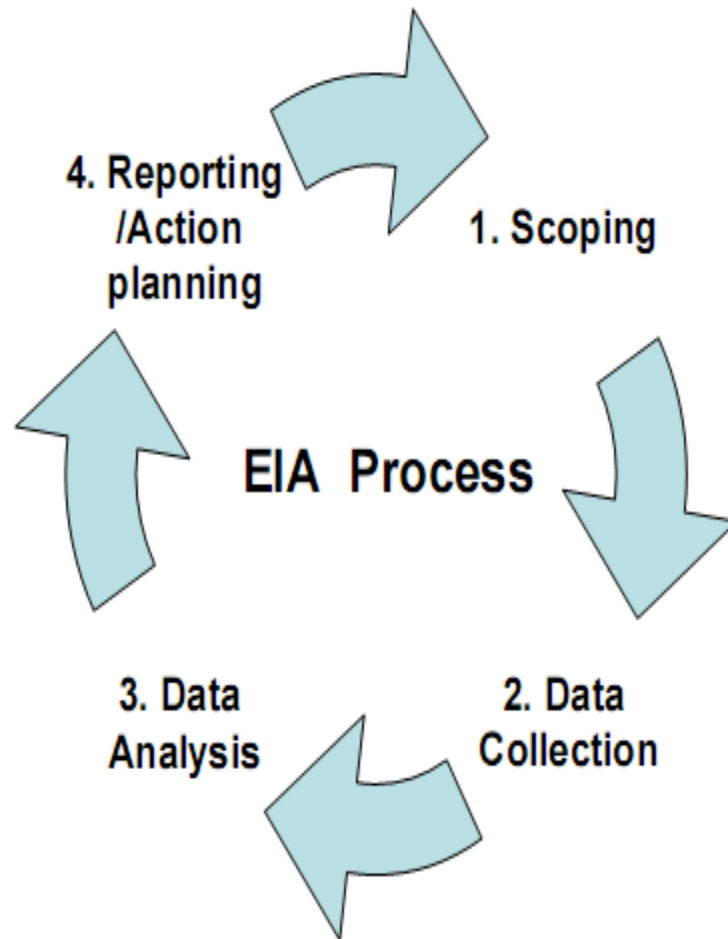 4. Reporting
/Action
planning
1. Scoping
EIA Process
3. Data
Analysis
2. Data
Collection